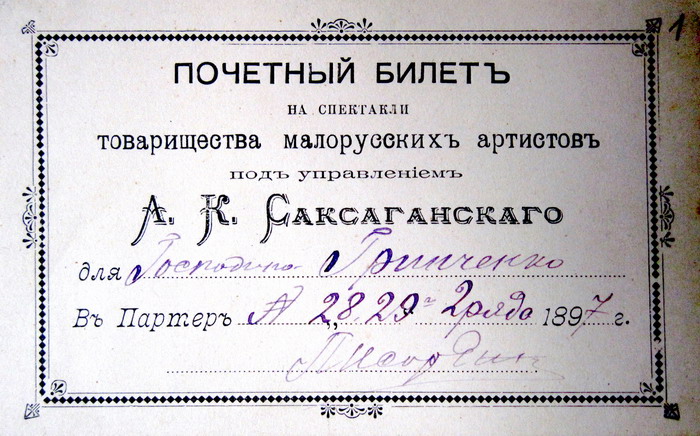 1
ПОЧЕТНЫЙ БИЛЕТЪ
НА СПЕКТАКЛИ
ТОВАРИЩЕСТВА МАЛОРУССКИХЪ АРТИСТОВЪ
ПОДЪ УПРАВЛЕНІЕМЪ
А. К. САКСАГАНСКАГО
для Господина Гринченко
Въ Партеръ № 28, 29 2 ряда 1897 г.